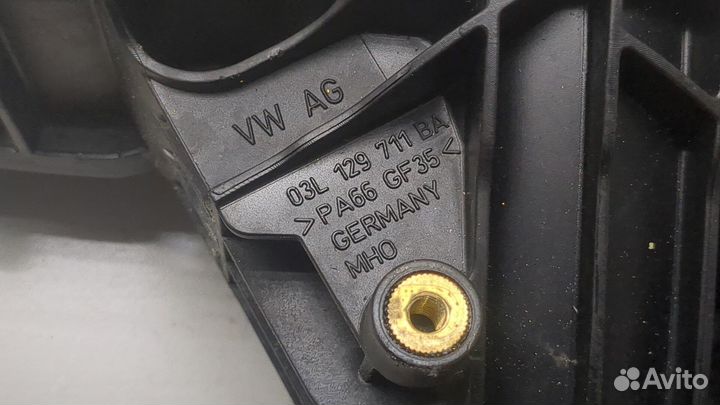 VW AG
03L 129 711 BA
>PA66 GF35<
GERMANY
MHO
Avito